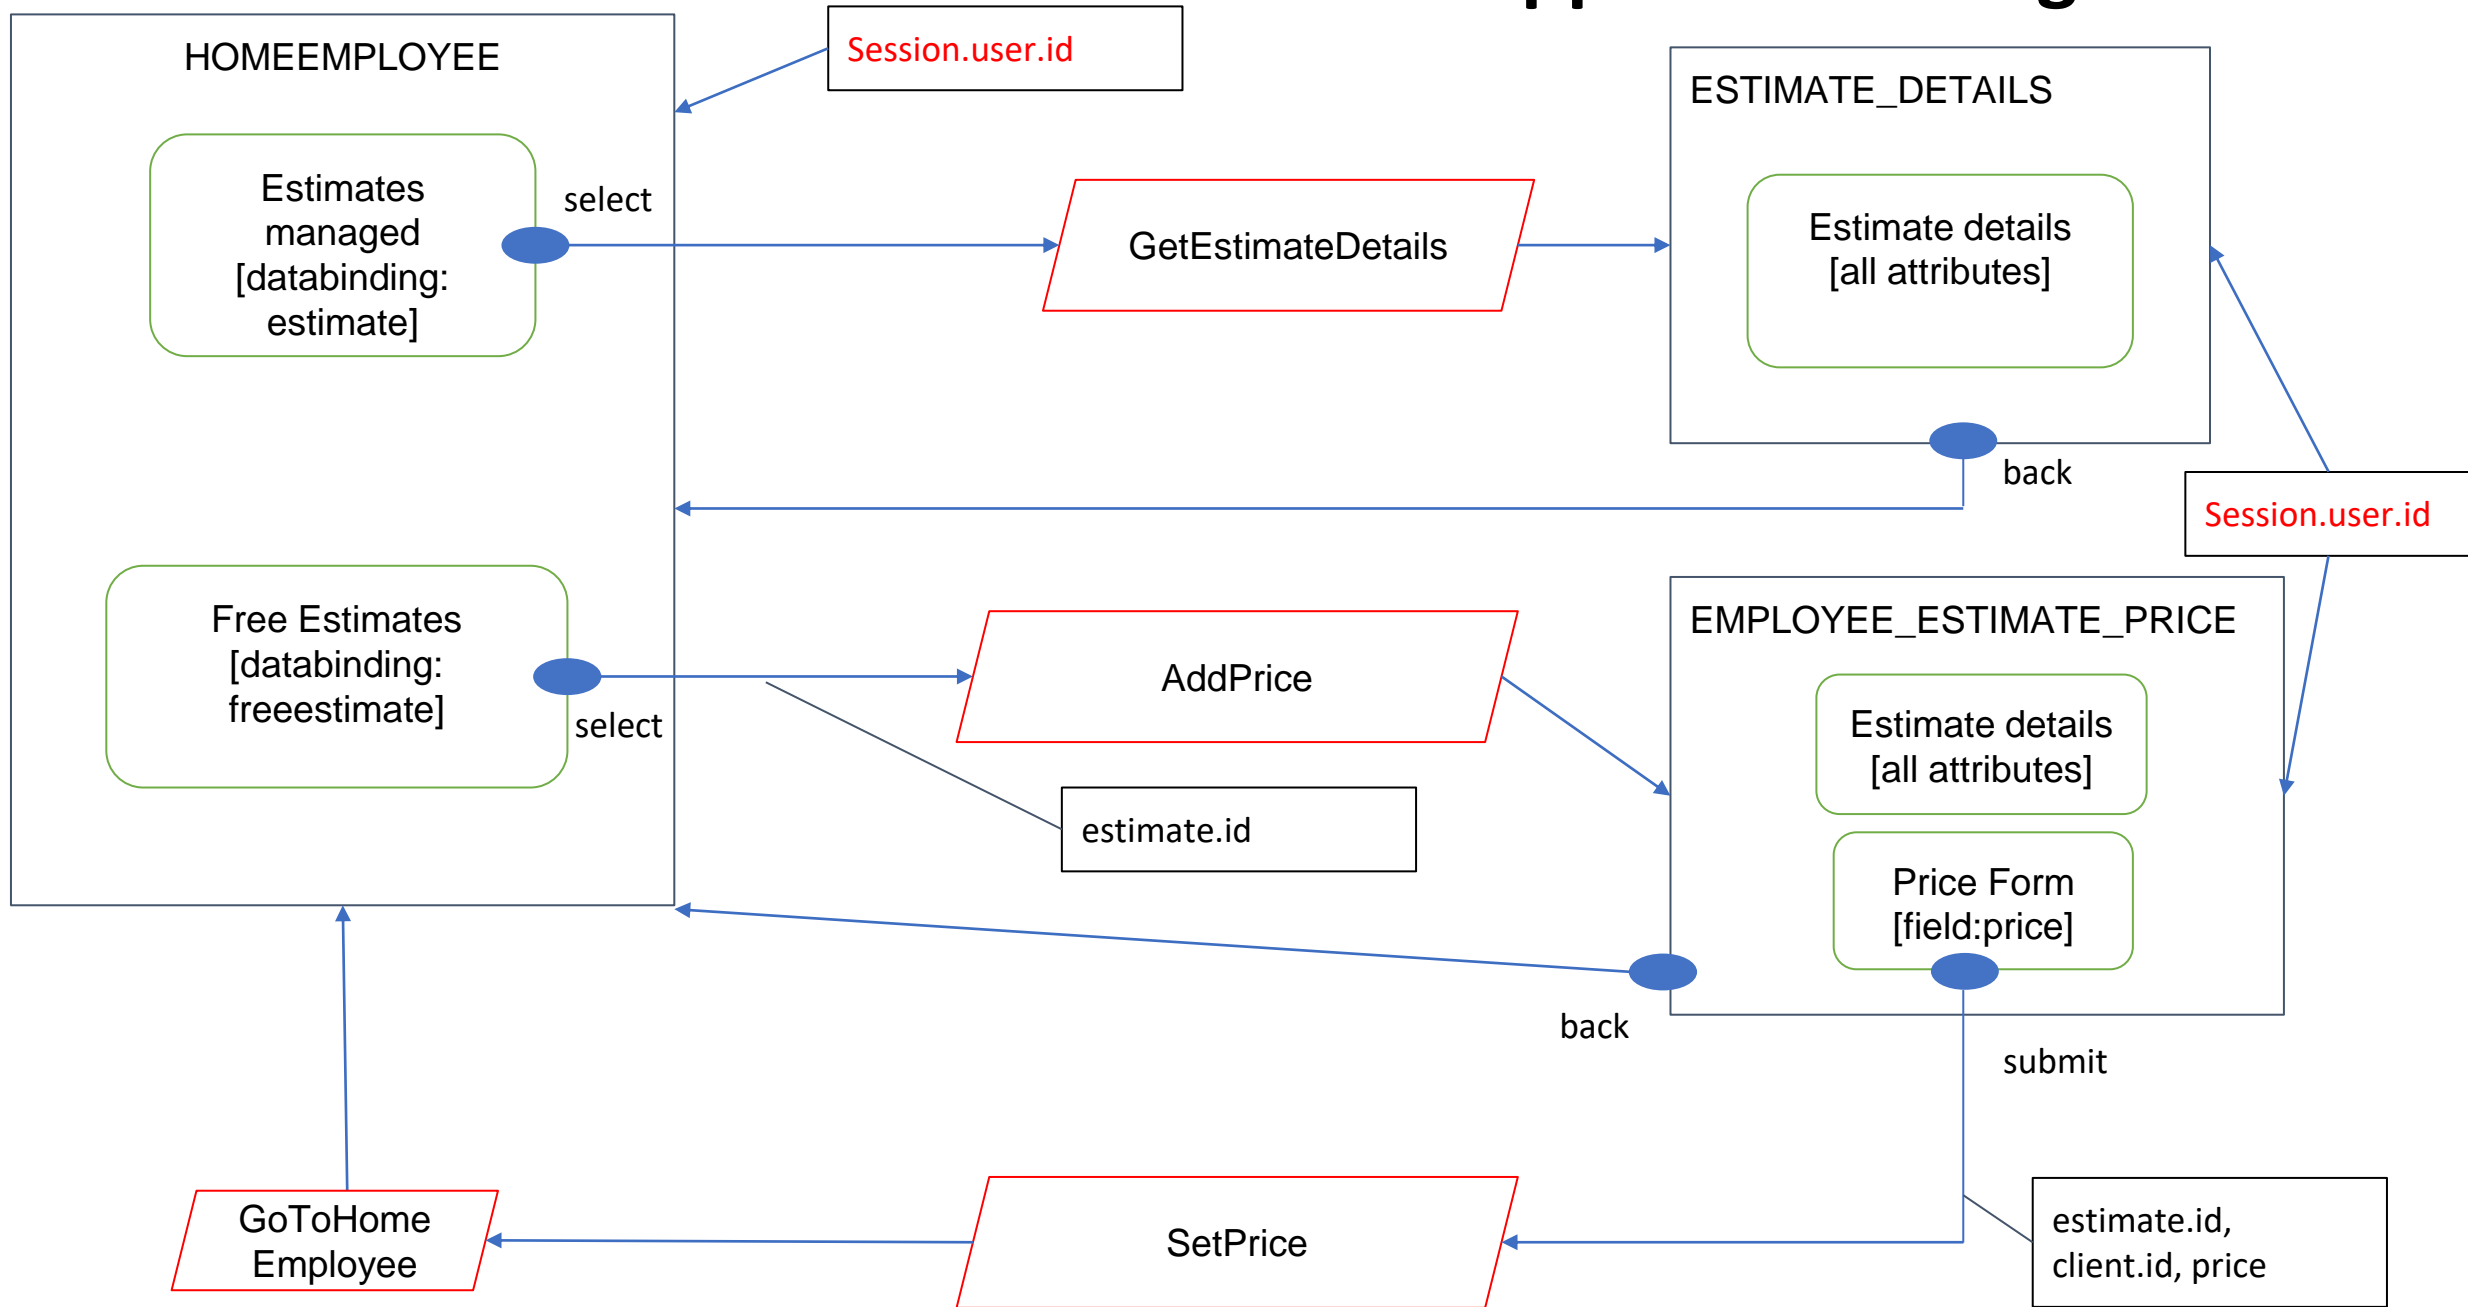 HOMEEMPLOYEE
Session.user.id
ESTIMATE_DETAILS
Estimates
managed
[databinding:
estimate]
select
GetEstimateDetails
Estimate details
[all attributes]
back
Session.user.id
Free Estimates
[databinding:
freeestimate]
select
AddPrice
EMPLOYEE_ESTIMATE_PRICE
Estimate details
[all attributes]
estimate.id
Price Form
[field:price]
back
submit
GoToHome
Employee
SetPrice
estimate.id,
client.id, price